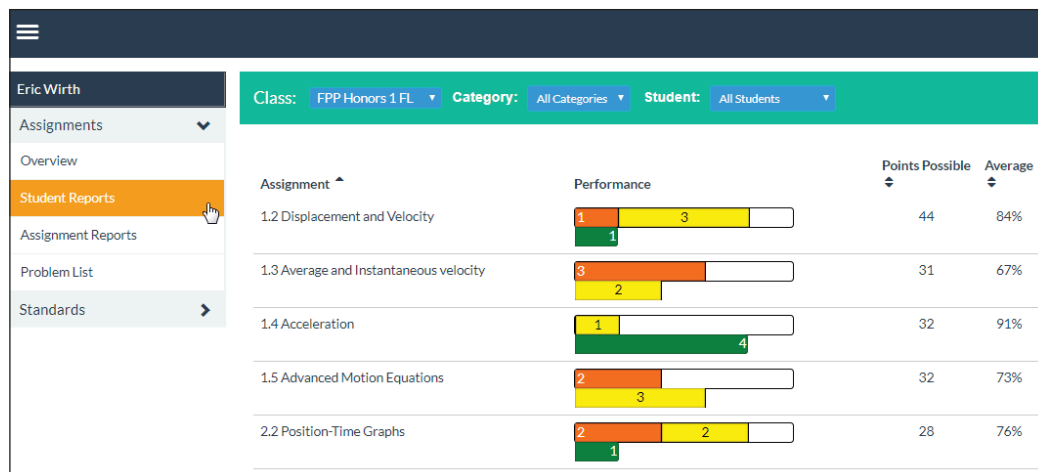 Eric Wirth
Assignments
Overview
Student Reports
Assignment Reports
Problem List
Standards
Class: FPP Honors 1 FL Category: All Categories Student: All Students
Assignment Performance Points Possible Average
1.2 Displacement and Velocity 1 3 44 84%
1
1.3 Average and Instantaneous velocity 3 31 67%
2
1.4 Acceleration 1 32 91%
4
1.5 Advanced Motion Equations 2 32 73%
3
2.2 Position-Time Graphs 2 2 28 76%
1